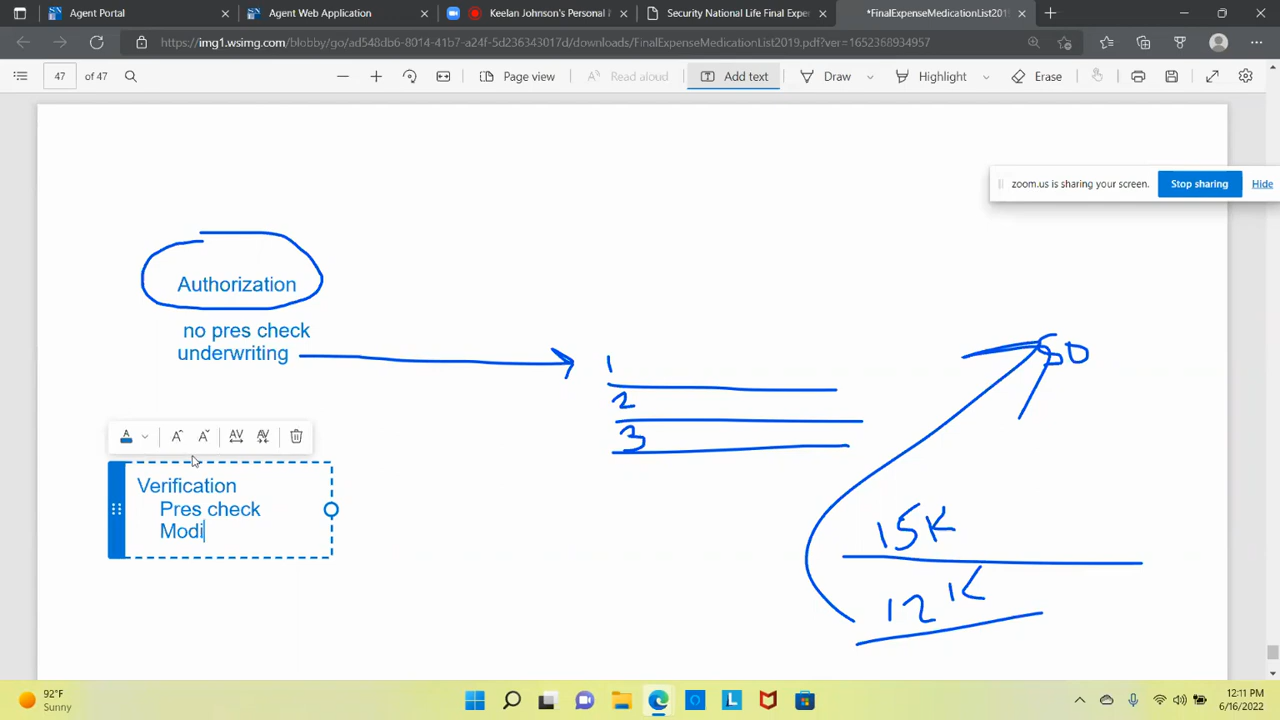 Agent Portal
Agent Web Application
Keelan Johnson's Personal
Security National Life Final Expe
*FinalExpenseMedicationList201
https://img1.wsimg.com/blobby/go/ad548db6-8014-41b7-a24f-5d236343017d/downloads/FinalExpenseMedicationList2019.pdf?ver=1652368934957
47 of 47
Page view
Read aloud
Add text
Draw
Highlight
Erase
zoom.us is sharing your screen.
Stop sharing
Hide
Authorization
no pres check
underwriting
1
2
3
50
Verification
Pres check
Modi
15K
12K
92°F
Sunny
12:11 PM
6/16/2022